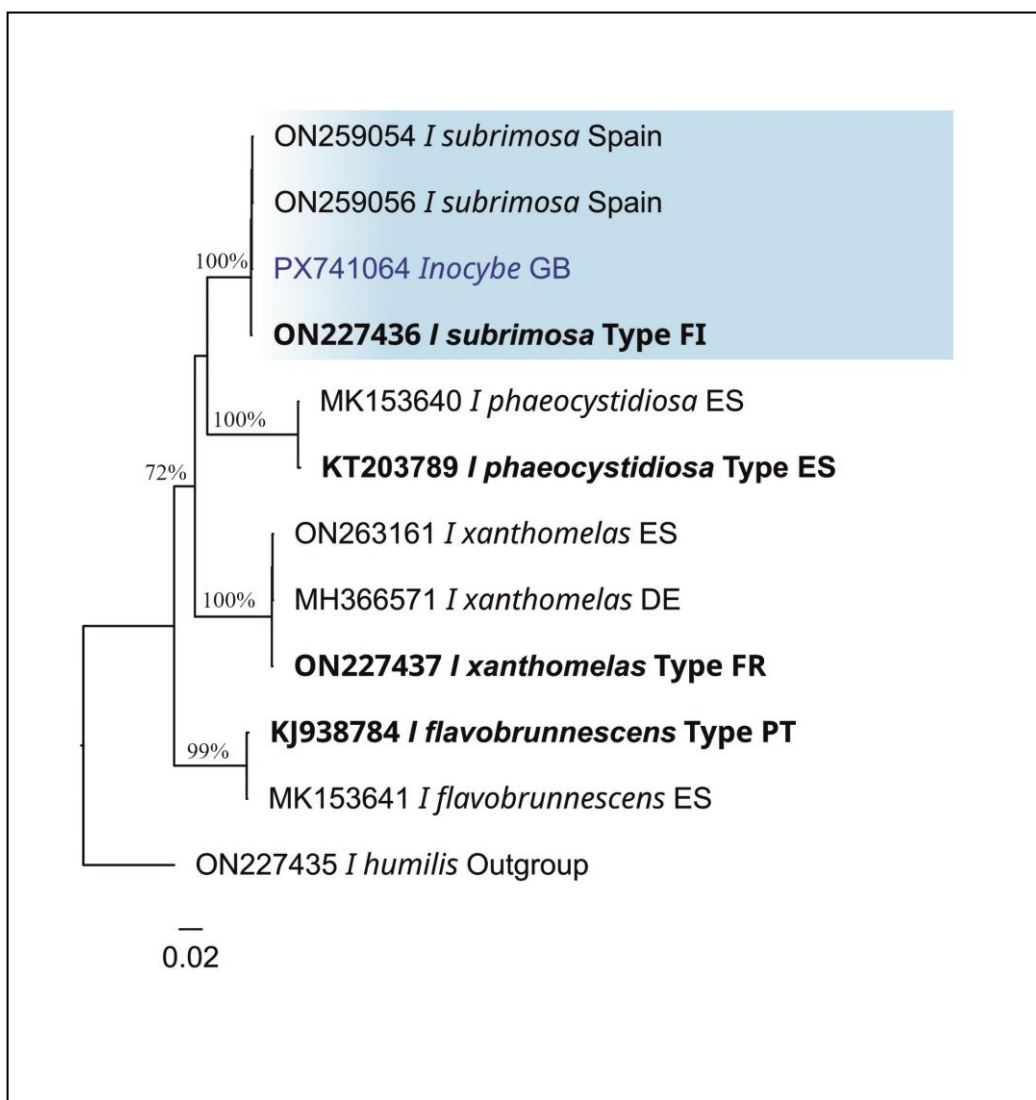 ON259054 I subrimosa Spain
ON259056 I subrimosa Spain
100%
PX741064 Inocybe GB
ON227436 I subrimosa Type FI
MK153640 I phaeocystidiosa ES
100%
KT203789 I phaeocystidiosa Type ES
72%
ON263161 I xanthomelas ES
MH366571 I xanthomelas DE
100%
ON227437 I xanthomelas Type FR
KJ938784 I flavobrunnescens Type PT
99%
MK153641 I flavobrunnescens ES
ON227435 I humilis Outgroup
0.02